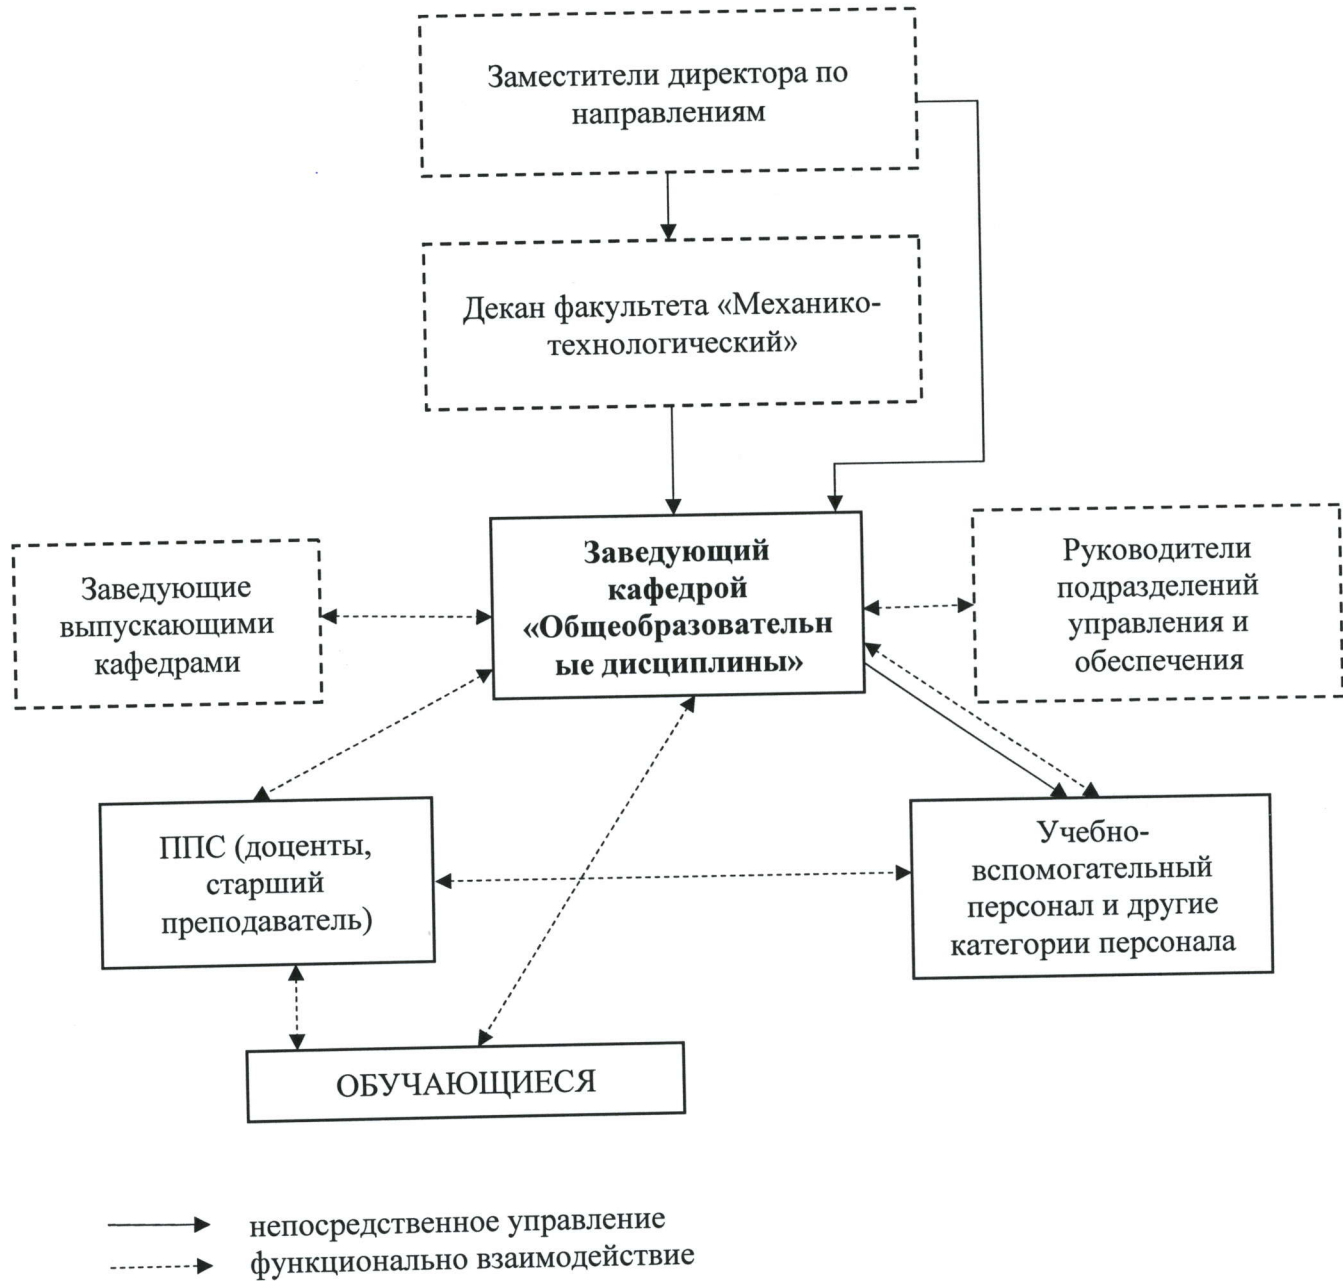 Заместители директора по
направлениям
Декан факультета «Механико-
технологический»
Заведующий
кафедрой
«Общеобразовательн
ые дисциплины»
Заведующие
выпускающими
кафедрами
Руководители
подразделений
управления и
обеспечения
ППС (доценты,
старший
преподаватель)
Учебно-
вспомогательный
персонал и другие
категории персонала
ОБУЧАЮЩИЕСЯ
непосредственное управление
функционально взаимодействие